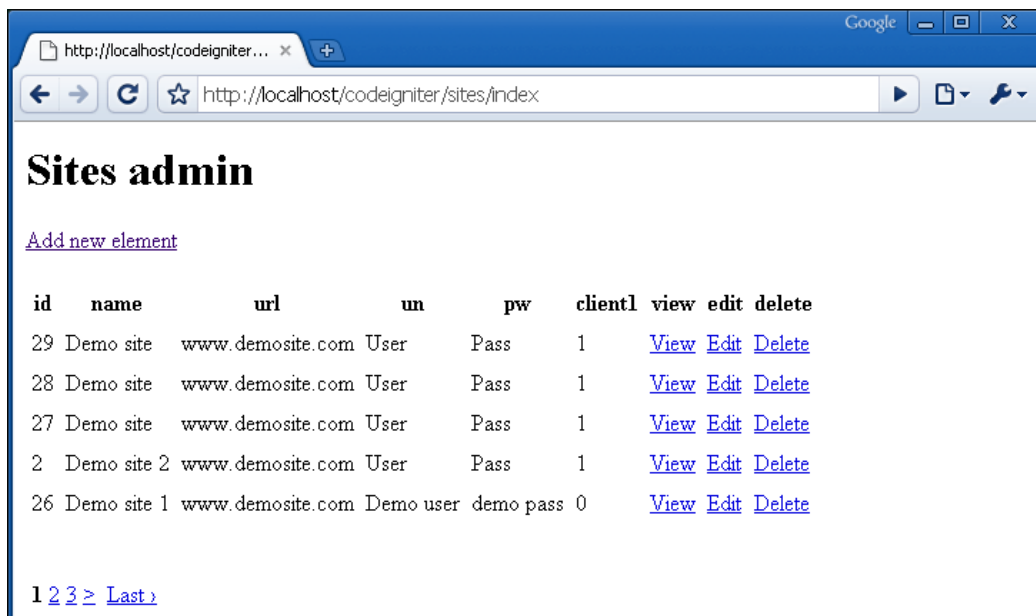 Google
http://localhost/codeigniter...
http://localhost/codeigniter/sites/index
Sites admin
Add new element
id name url un pw client1 view edit delete
29 Demo site www.demosite.com User Pass 1 View Edit Delete
28 Demo site www.demosite.com User Pass 1 View Edit Delete
27 Demo site www.demosite.com User Pass 1 View Edit Delete
2 Demo site 2 www.demosite.com User Pass 1 View Edit Delete
26 Demo site 1 www.demosite.com Demo user demo pass 0 View Edit Delete
1 2 3 > Last ›